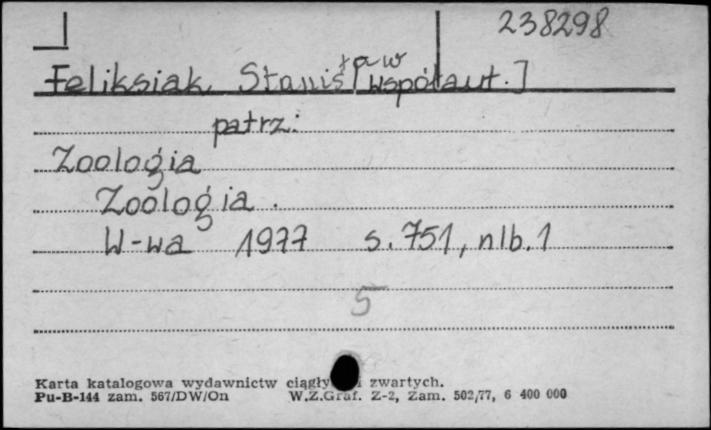 238298
Feliksiak, Stanisław [współaut.]
patrz:
Zoologia
Zoologia.
W-wa 1977 s. 751, nlb. 1
5
Karta katalogowa wydawnictw ciągły i zwartych.
Pu-B-144 zam. 567/DW/On W.Z.Graf. Z-2, Zam. 502/77, 6 400 000